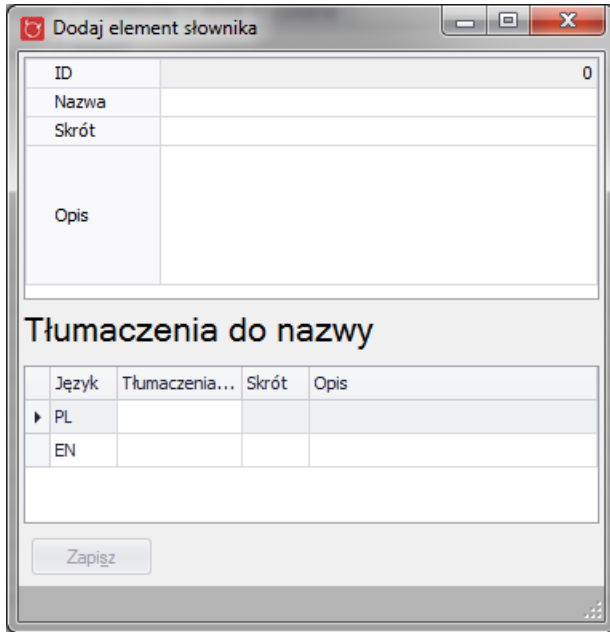 Dodaj element słownika
ID 0
Nazwa
Skrót
Opis
Tłumaczenia do nazwy
Język Tłumaczenia... Skrót Opis
PL
EN
Zapisz